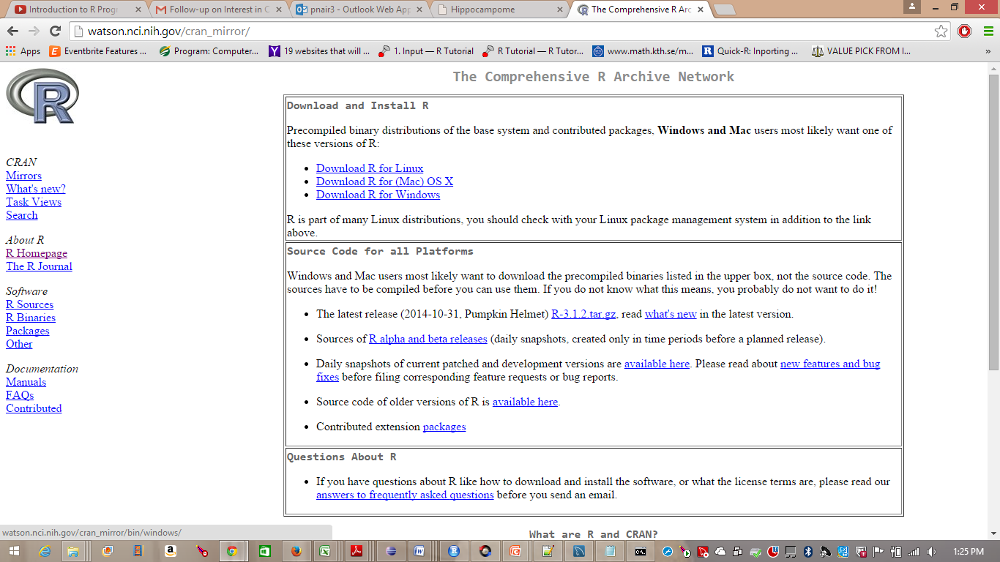 Introduction to R Progr
Follow-up on Interest in C
pnair3 - Outlook Web App
Hippocampome
The Comprehensive R Arc
watson.nci.nih.gov/cran_mirror/
Apps
Eventbrite Features ...
Program: Computer...
19 websites that will ...
1. Input — R Tutorial
R Tutorial — R Tutor...
www.math.kth.se/m...
Quick-R: Inporting ...
VALUE PICK FROM I...
»
R
CRAN
Mirrors
What's new?
Task Views
Search
About R
R Homepage
The R Journal
Software
R Sources
R Binaries
Packages
Other
Documentation
Manuals
FAQs
Contributed
The Comprehensive R Archive Network
Download and Install R
Precompiled binary distributions of the base system and contributed packages, Windows and Mac users most likely want one of
these versions of R:
• Download R for Linux
• Download R for (Mac) OS X
• Download R for Windows
R is part of many Linux distributions, you should check with your Linux package management system in addition to the link
above.
Source Code for all Platforms
Windows and Mac users most likely want to download the precompiled binaries listed in the upper box, not the source code. The
sources have to be compiled before you can use them. If you do not know what this means, you probably do not want to do it!
• The latest release (2014-10-31, Pumpkin Helmet) R-3.1.2.tar.gz, read what's new in the latest version.
• Sources of R alpha and beta releases (daily snapshots, created only in time periods before a planned release).
• Daily snapshots of current patched and development versions are available here. Please read about new features and bug
fixes before filing corresponding feature requests or bug reports.
• Source code of older versions of R is available here.
• Contributed extension packages
Questions About R
• If you have questions about R like how to download and install the software, or what the license terms are, please read our
answers to frequently asked questions before you send an email.
What are R and CRAN?
watson.nci.nih.gov/cran_mirror/bin/windows/
1:25 PM